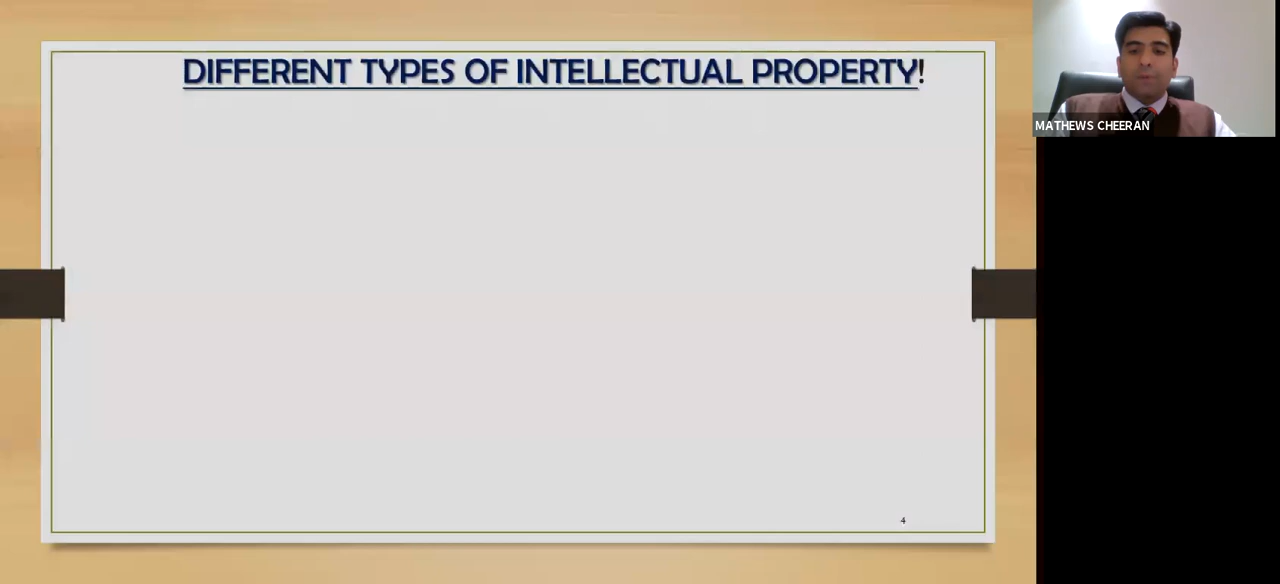 DIFFERENT TYPES OF INTELLECTUAL PROPERTY!
MATHEWS CHEERAN
4